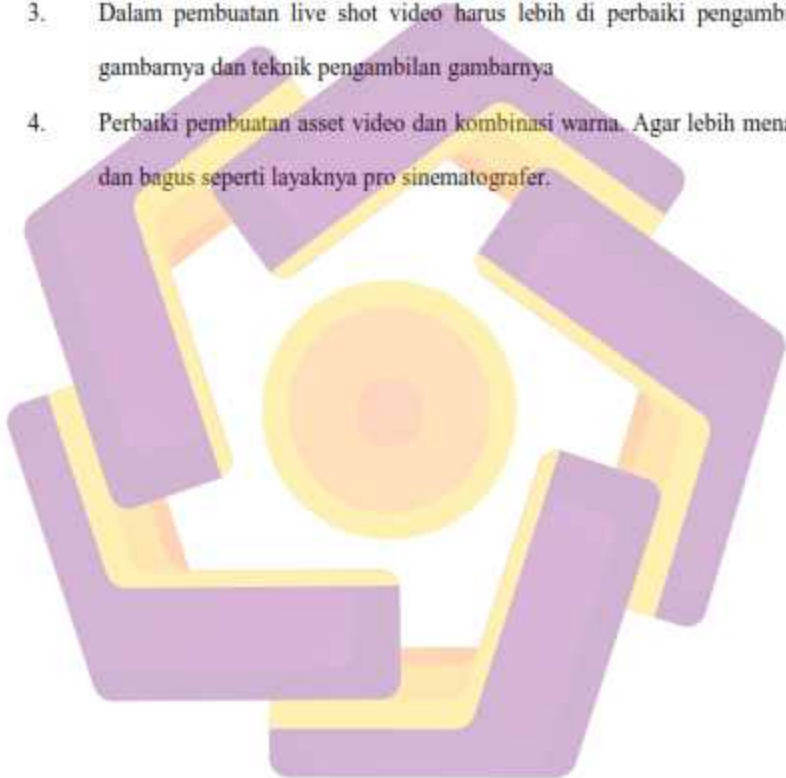 3. Dalam pembuatan live shot video harus lebih di perbaiki
gambarnya dan teknik pengambilan gambarnya
4. Perbaiki pembuatan asset video dan kombinasi warna. Agar lebih
dan bagus seperti layaknya pro sinematografer.